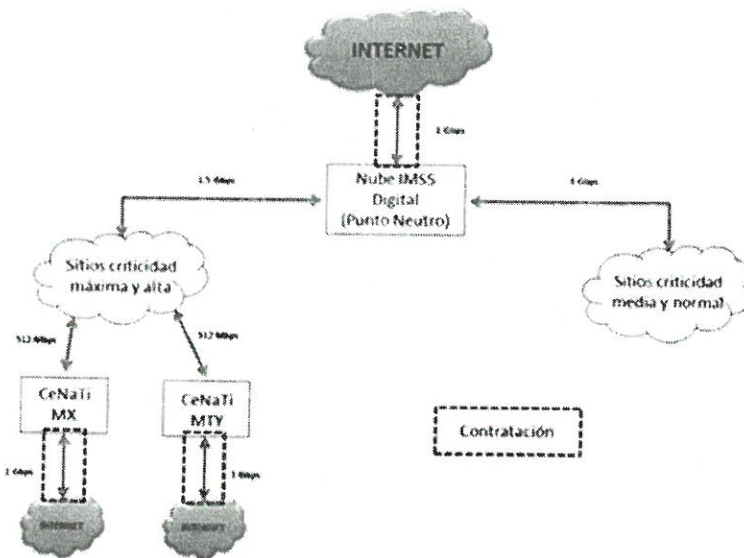 INTERNET
Nube IMSS
Digital
(Punto Neutro)
Sitios criticidad
máxima y alta
Sitios criticidad
media y normal
512 Mbps
512 Mbps
CeNaTi
MX
CeNaTi
MTY
Contratación
INTERNET
INTERNET